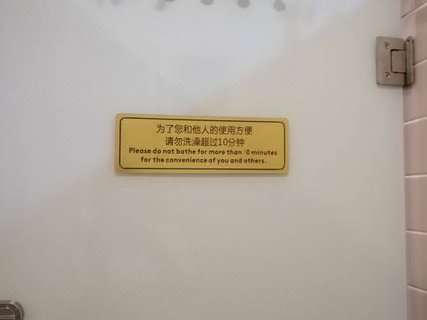 为了您和他人的使用方便
请勿洗澡超过10分钟
Please do not bathe for more than 0 minutes
for the convenience of you and others.